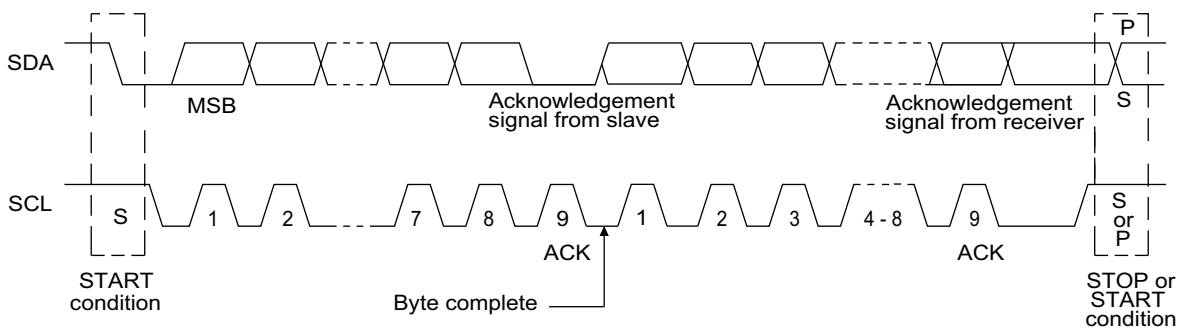 P
SDA
MSB
Acknowledgement
signal from slave
Acknowledgement
signal from receiver
S
SCL
S
1
2
7
8
9
1
2
3
4 - 8
9
S
or
P
ACK
ACK
START
condition
Byte complete
STOP or
START
condition